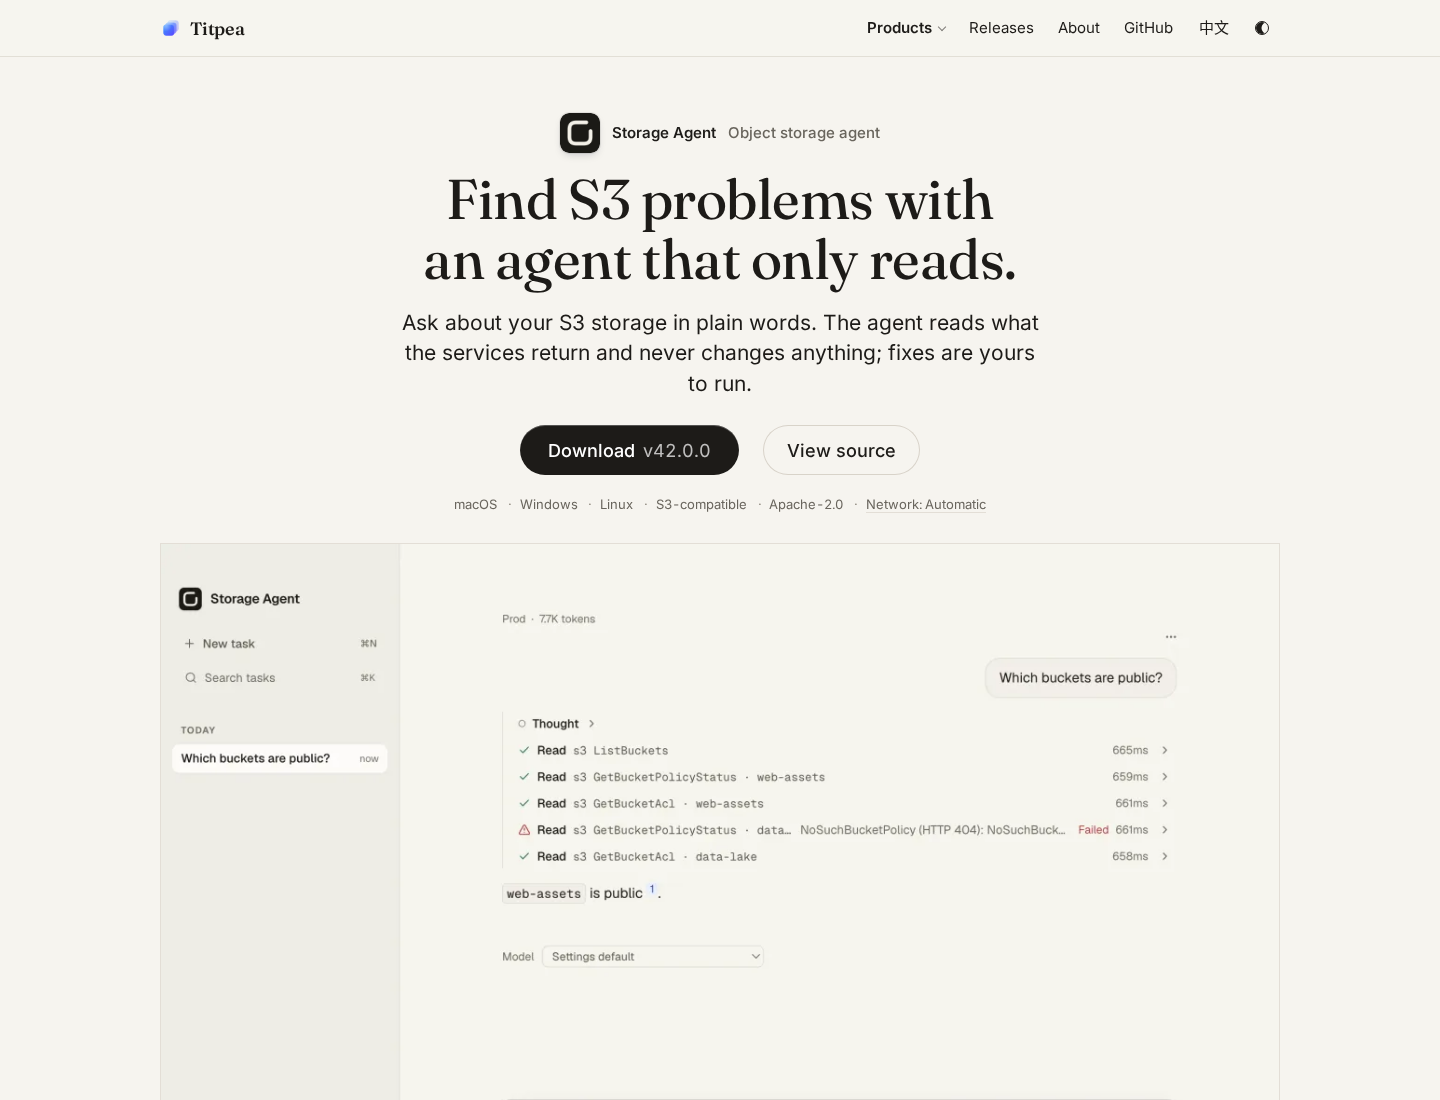 Titpea
Products
Releases
About
GitHub
中文
Storage Agent Object storage agent
Find S3 problems with
an agent that only reads.
Ask about your S3 storage in plain words. The agent reads what
the services return and never changes anything; fixes are yours
to run.
Download v42.0.0
View source
macOS · Windows · Linux · S3-compatible · Apache-2.0 · Network: Automatic
Storage Agent
New task ⌘N
Search tasks ⌘K
TODAY
Which buckets are public? now
Prod · 7.7K tokens
Which buckets are public?
Thought
Read s3 ListBuckets 665ms
Read s3 GetBucketPolicyStatus · web-assets 659ms
Read s3 GetBucketAcl · web-assets 661ms
Read s3 GetBucketPolicyStatus · data… NoSuchBucketPolicy (HTTP 404): NoSuchBuck… Failed 661ms
Read s3 GetBucketAcl · data-lake 658ms
web-assets is public 1.
Model Settings default